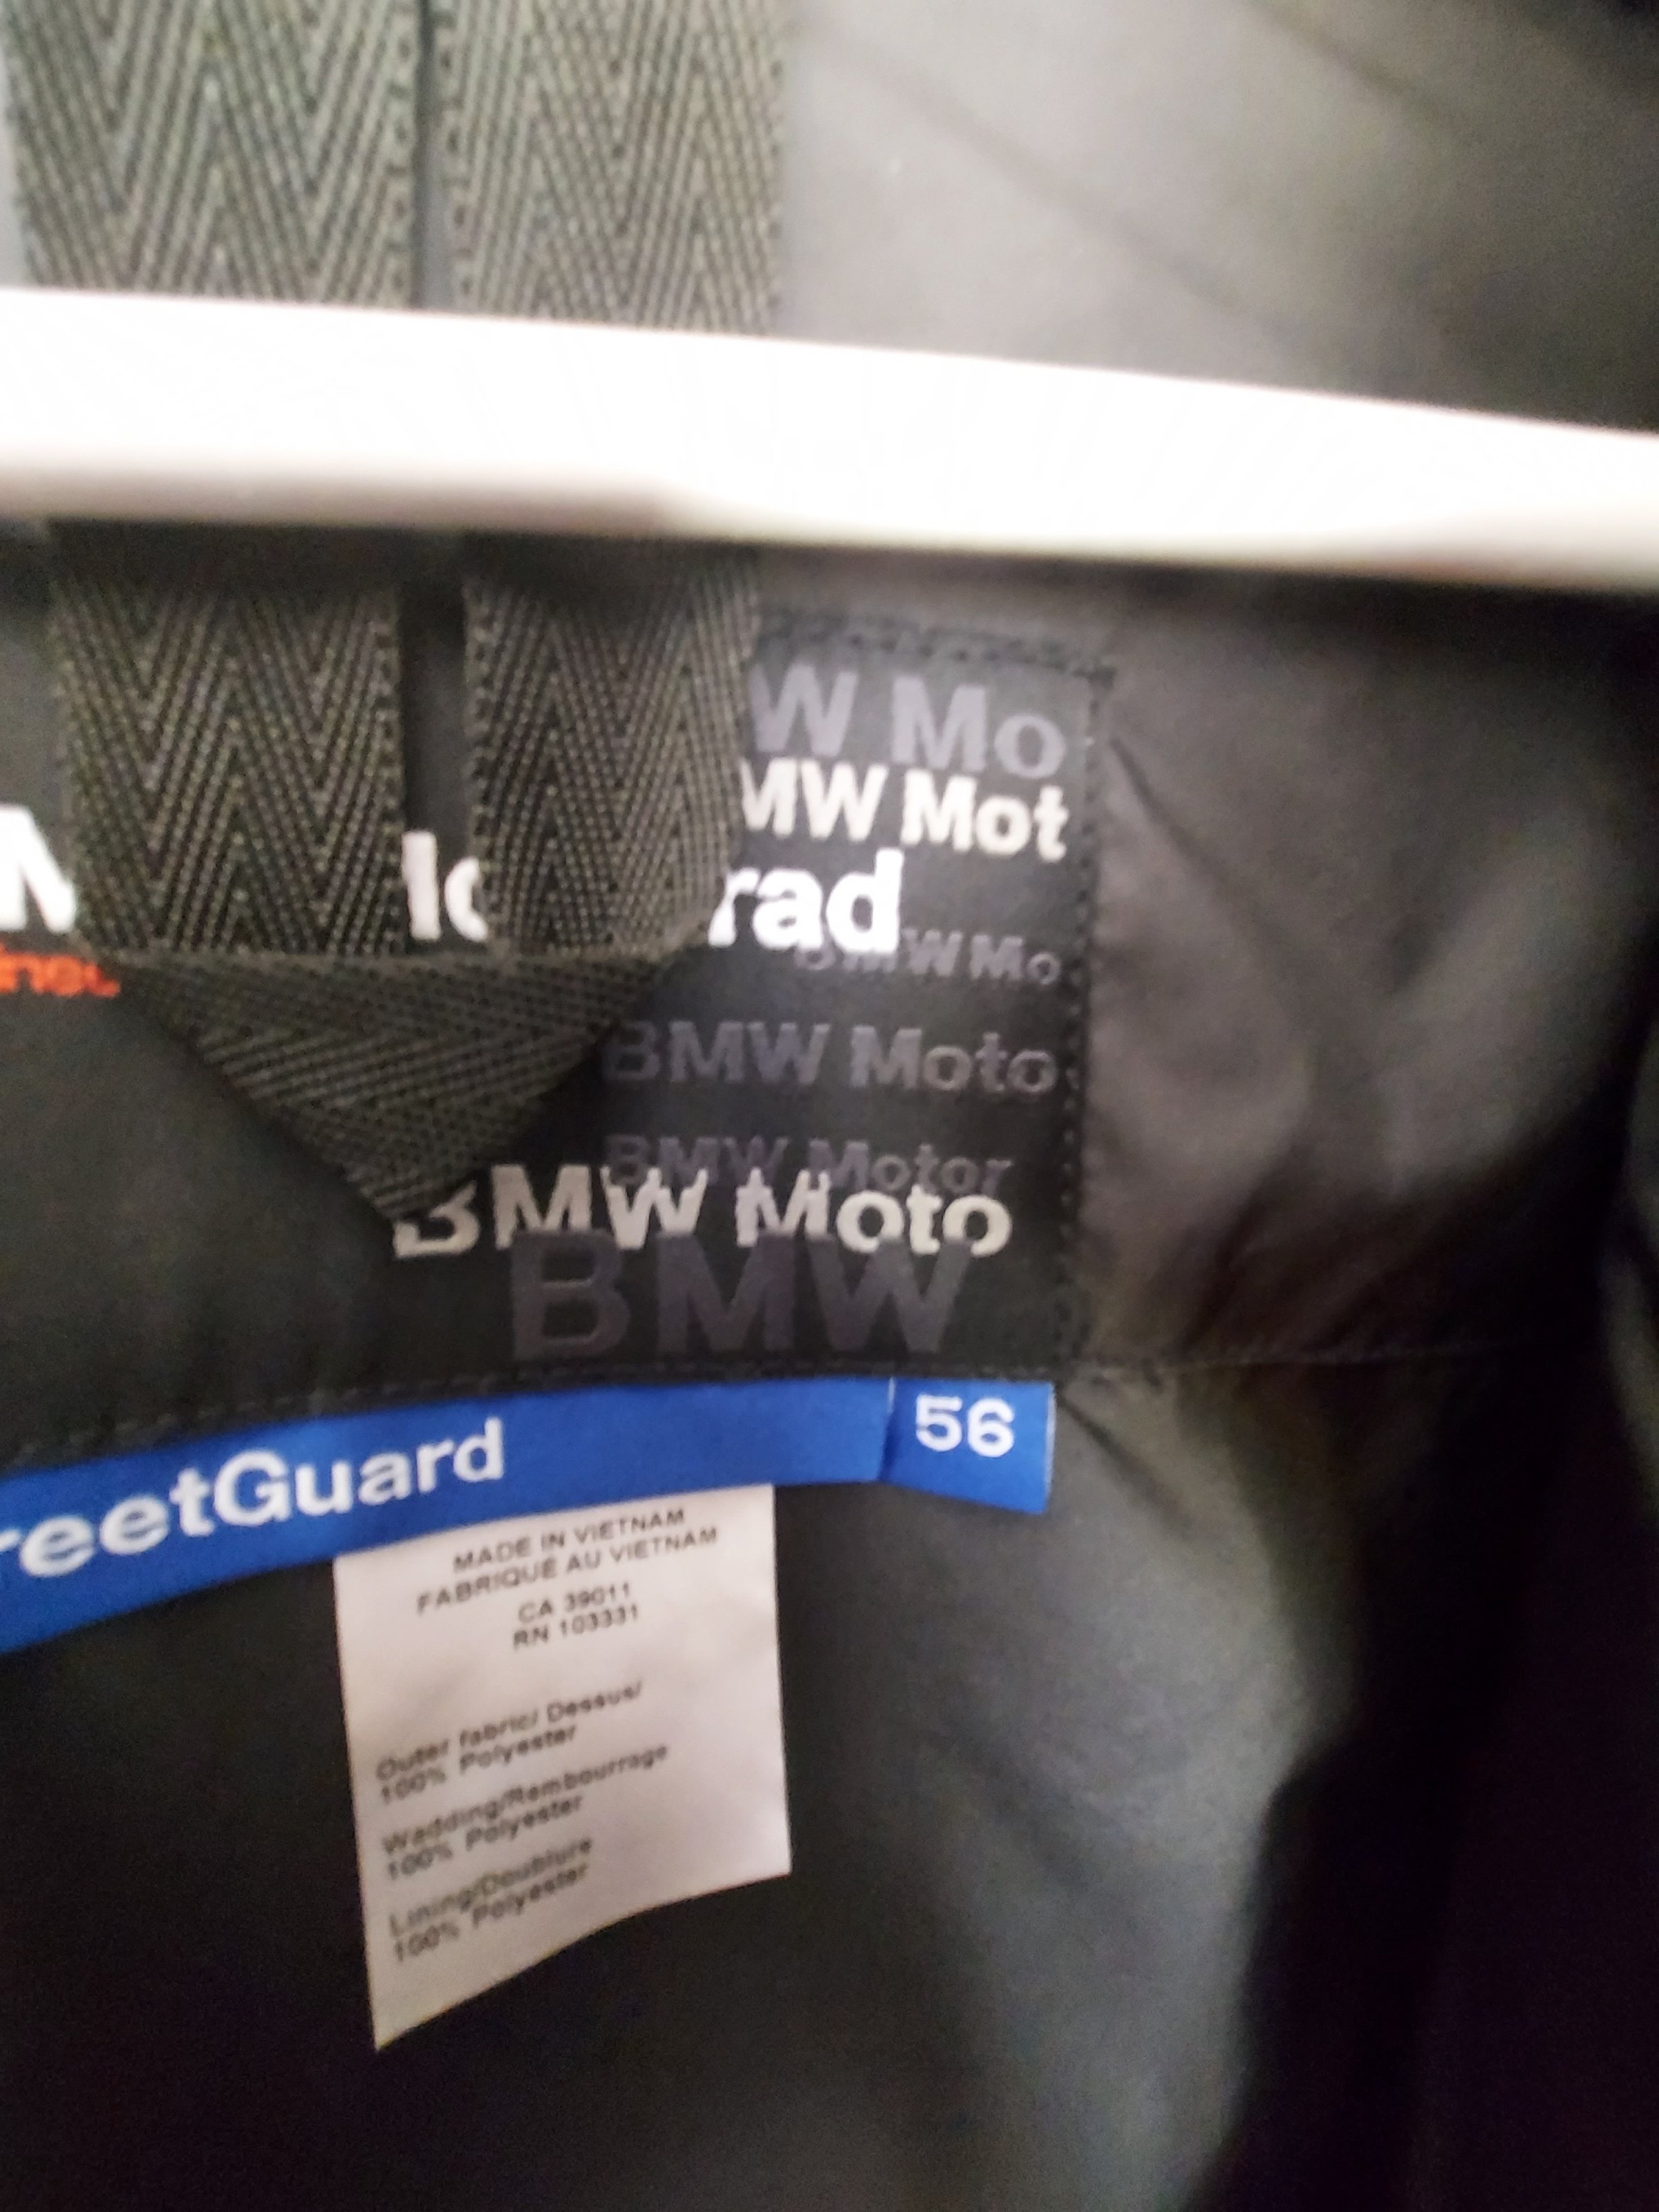 W Mo
MW Mot
rad
W Mo
BMW Moto
BMW Motor
BMW Moto
BMW
reetGuard
56
MADE IN VIETNAM
FABRIQUÉ AU VIETNAM
CA 39011
RN 103331
Outer fabric/ Dessus/
100% Polyester
Wadding/Rembourrage
100% Polyester
Lining/Doublure
100% Polyester